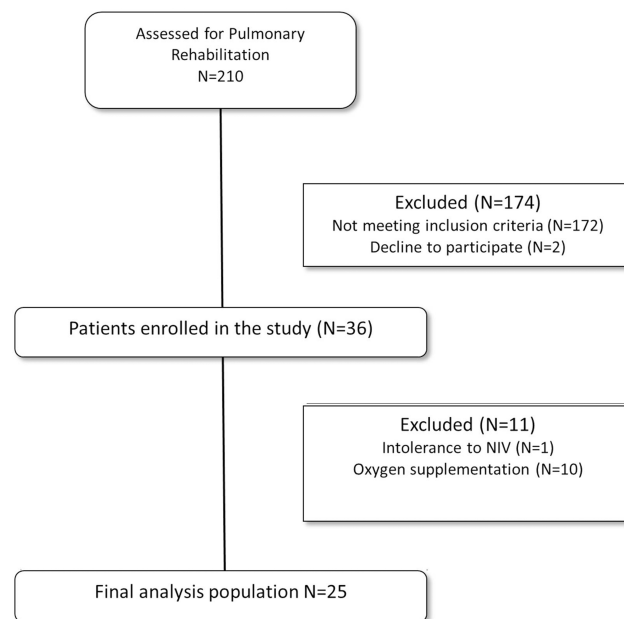 Assessed for Pulmonary
Rehabilitation
N=210
Excluded (N=174)
Not meeting inclusion criteria (N=172)
Decline to participate (N=2)
Patients enrolled in the study (N=36)
Excluded (N=11)
Intolerance to NIV (N=1)
Oxygen supplementation (N=10)
Final analysis population N=25